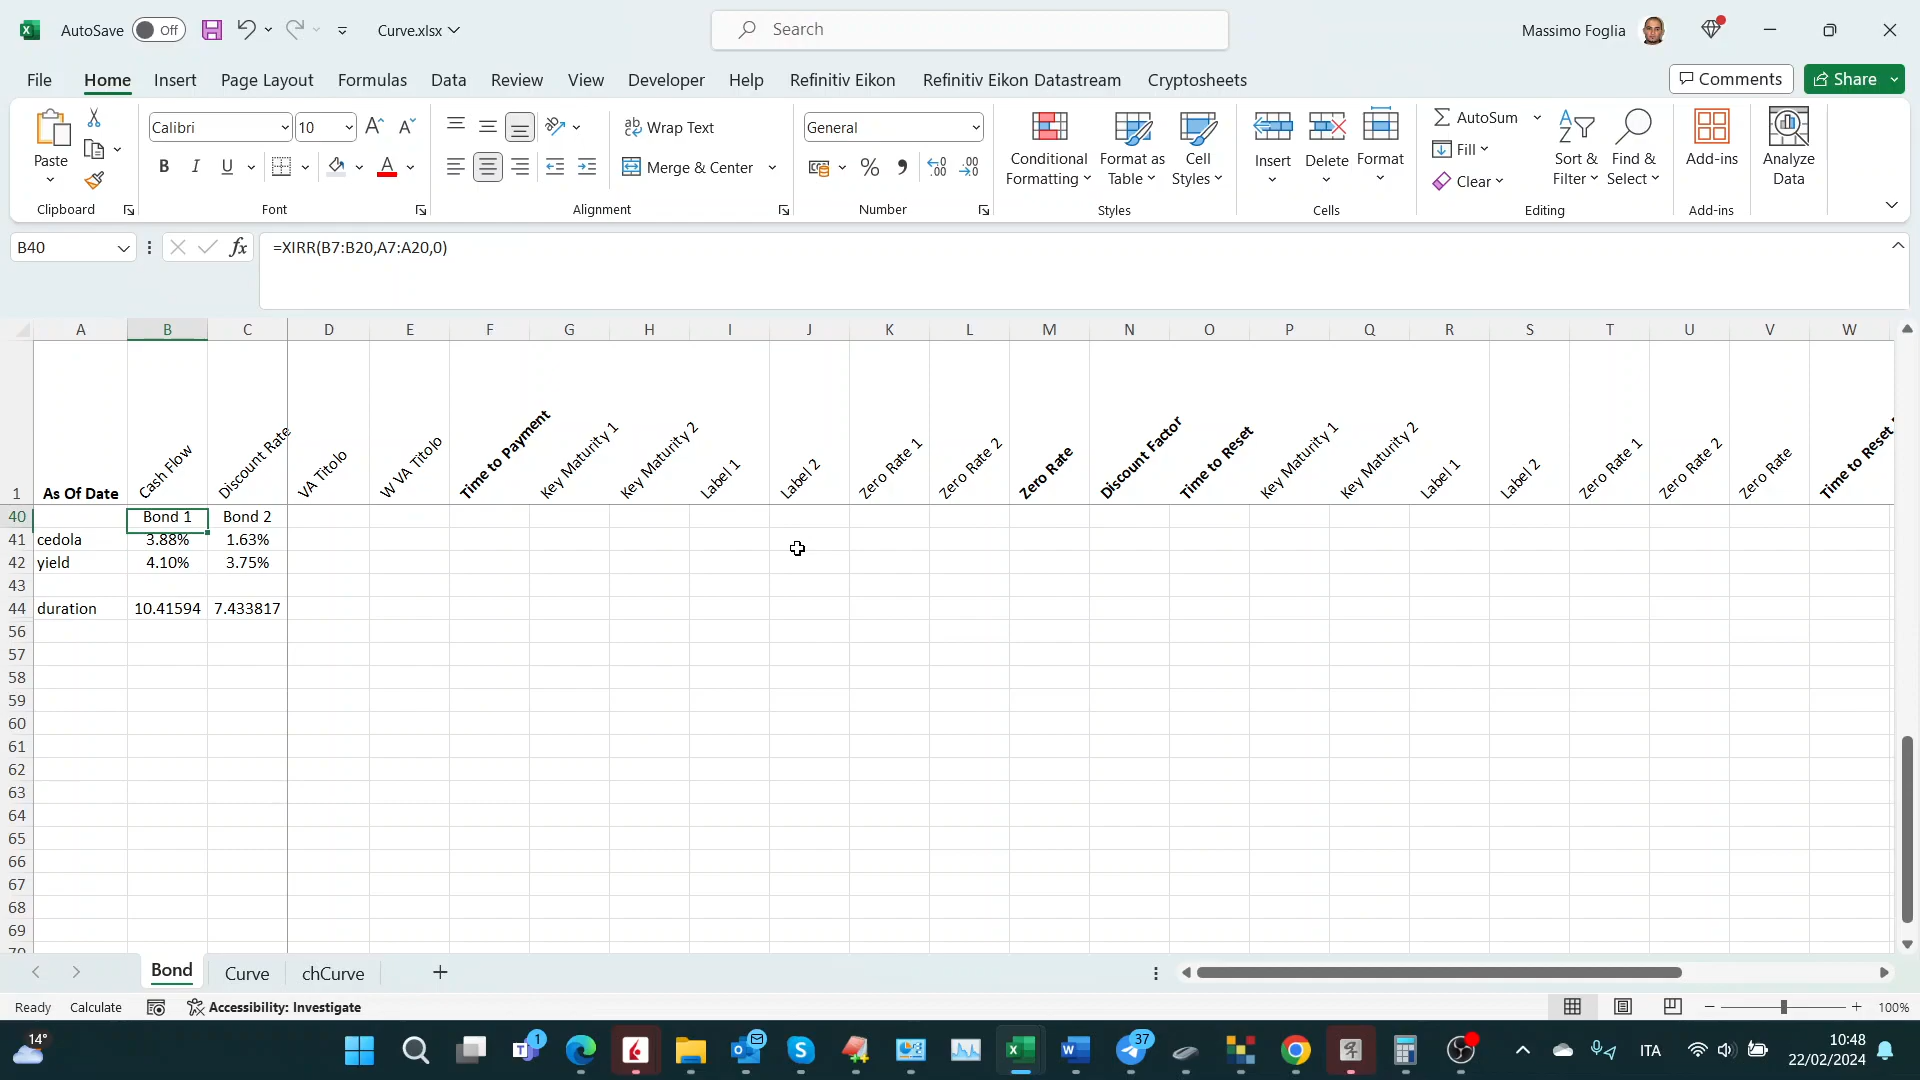 AutoSave Off Curve.xlsx Search Massimo Foglia
File Home Insert Page Layout Formulas Data Review View Developer Help Refinitiv Eikon Refinitiv Eikon Datastream Cryptosheets Comments Share
Paste
Calibri 10
Wrap Text
Merge & Center
General
Conditional Formatting
Format as Table
Cell Styles
Insert
Delete
Format
AutoSum
Fill
Clear
Sort & Filter
Find & Select
Add-ins
Analyze Data
Clipboard Font Alignment Number Styles Cells Editing Add-ins
B40 fx =XIRR(B7:B20,A7:A20,0)
A B C D E F G H I J K L M N O P Q R S T U V W
1 As Of Date Cash Flow Discount Rate VA Titolo W VA Titolo Time to Payment Key Maturity 1 Key Maturity 2 Label 1 Label 2 Zero Rate 1 Zero Rate 2 Zero Rate Discount Factor Time to Reset Key Maturity 1 Key Maturity 2 Label 1 Label 2 Zero Rate 1 Zero Rate 2 Zero Rate Time to Reset
40 Bond 1 Bond 2
41 cedola 3.88% 1.63%
42 yield 4.10% 3.75%
43
44 duration 10.41594 7.433817
56
57
58
59
60
61
62
63
64
65
66
67
68
69
70
Bond Curve chCurve
Ready Calculate Accessibility: Investigate 100%
14° 1 37 ITA 10:48
22/02/2024